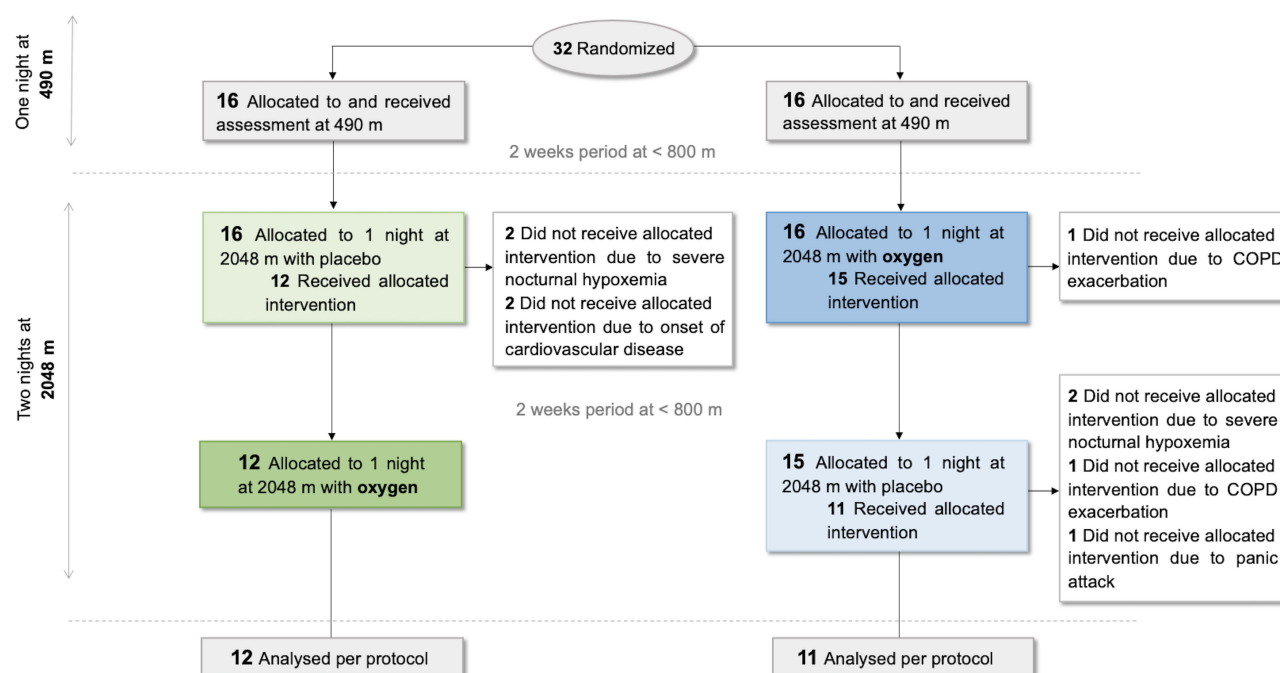 One night at
490 m
32 Randomized
16 Allocated to and received
assessment at 490 m
16 Allocated to and received
assessment at 490 m
2 weeks period at < 800 m
Two nights at
2048 m
16 Allocated to 1 night at
2048 m with placebo
12 Received allocated
intervention
2 Did not receive allocated
intervention due to severe
nocturnal hypoxemia
2 Did not receive allocated
intervention due to onset of
cardiovascular disease
16 Allocated to 1 night at
2048 m with oxygen
15 Received allocated
intervention
1 Did not receive allocated
intervention due to COPD
exacerbation
2 weeks period at < 800 m
12 Allocated to 1 night
at 2048 m with oxygen
15 Allocated to 1 night at
2048 m with placebo
11 Received allocated
intervention
2 Did not receive allocated
intervention due to severe
nocturnal hypoxemia
1 Did not receive allocated
intervention due to COPD
exacerbation
1 Did not receive allocated
intervention due to panic
attack
12 Analysed per protocol
11 Analysed per protocol